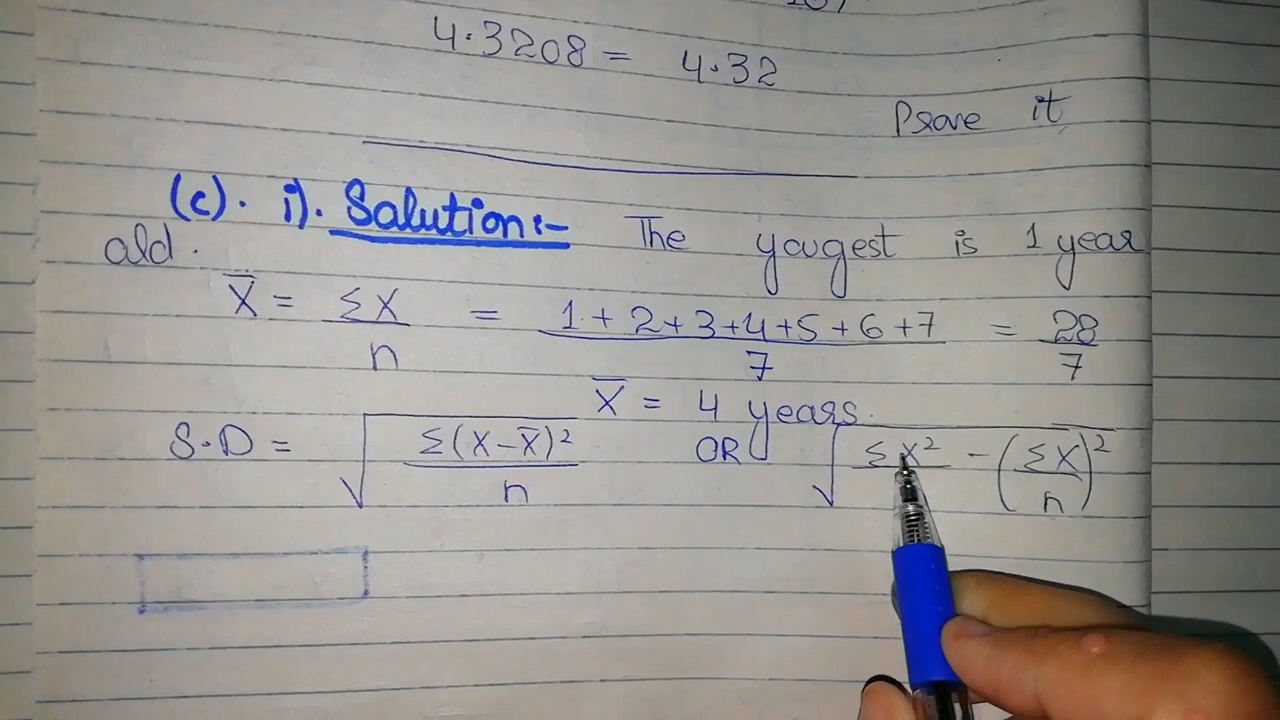 4.3208 = 4.32
Prove it
(c). i). Salution:- The yougest is 1 year
old.
X̄ = ΣX/n = 1+2+3+4+5+6+7/7 = 28/7
X̄ = 4 years.
S.D = √(Σ(X-X̄)²/n) OR √(ΣX² - (ΣX/n)²)